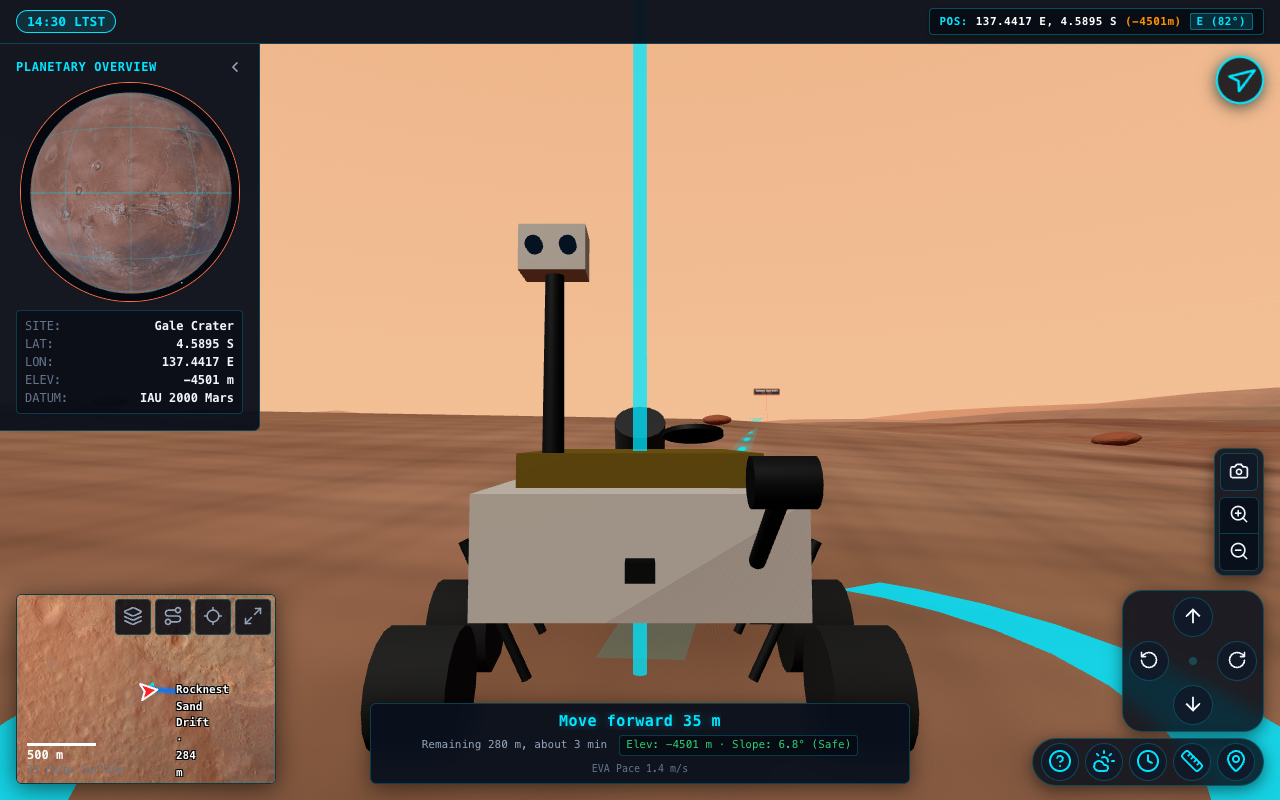 14:30 LTST
POS: 137.4417 E, 4.5895 S (−4501m) E (82°)
PLANETARY OVERVIEW
SITE: Gale Crater
LAT: 4.5895 S
LON: 137.4417 E
ELEV: −4501 m
DATUM: IAU 2000 Mars
Rocknest
Sand
Drift
·
284
m
500 m
Move forward 35 m
Remaining 280 m, about 3 min Elev: −4501 m · Slope: 6.8° (Safe)
EVA Pace 1.4 m/s